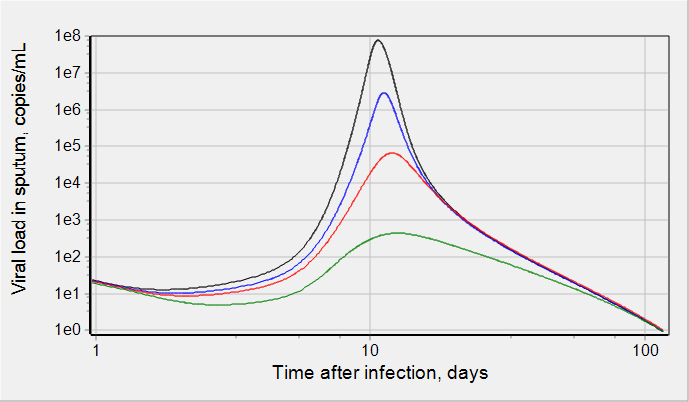 Viral load in sputum, copies/mL
1e8
1e7
1e6
1e5
1e4
1e3
1e2
1e1
1e0
1 10 100
Time after infection, days